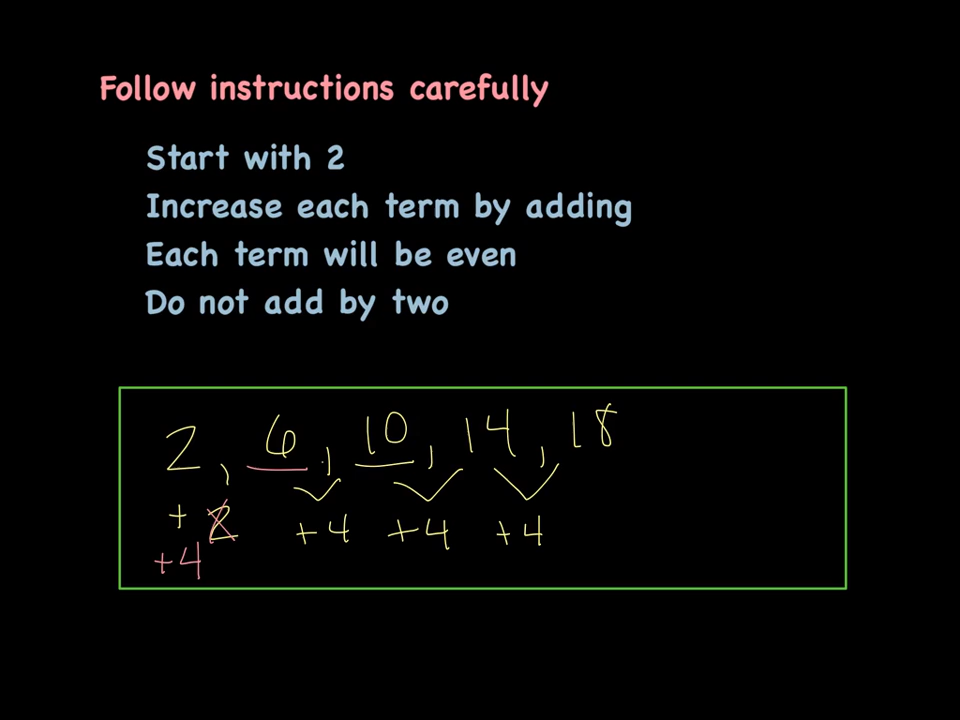 Follow instructions carefully
Start with 2
Increase each term by adding
Each term will be even
Do not add by two
2, 6, 10, 14, 18
+ 2 +4 +4 +4
+4